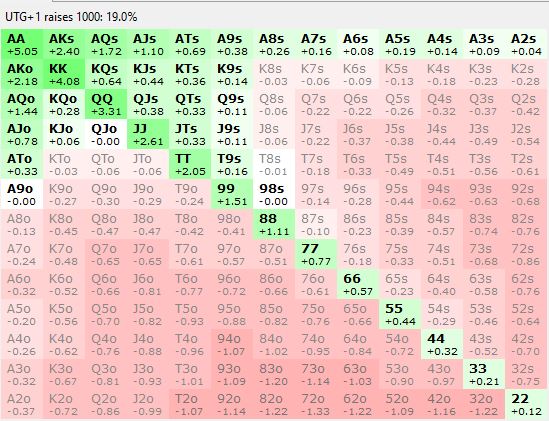 UTG+1 raises 1000: 19.0%
AA AKs AQs AJs ATs A9s A8s A7s A6s A5s A4s A3s A2s
+5.05 +2.40 +1.72 +1.10 +0.69 +0.38 +0.26 +0.16 +0.08 +0.19 +0.14 +0.09 +0.04
AKo KK KQs KJs KTs K9s K8s K7s K6s K5s K4s K3s K2s
+2.18 +4.08 +0.64 +0.44 +0.36 +0.14 -0.03 -0.06 -0.09 -0.13 -0.18 -0.23 -0.28
AQo KQo QQ QJs QTs Q9s Q8s Q7s Q6s Q5s Q4s Q3s Q2s
+1.44 +0.28 +3.31 +0.38 +0.33 +0.11 -0.06 -0.22 -0.22 -0.26 -0.32 -0.37 -0.42
AJo KJo QJo JJ JTs J9s J8s J7s J6s J5s J4s J3s J2s
+0.78 +0.06 -0.00 +2.61 +0.33 +0.11 -0.06 -0.22 -0.37 -0.38 -0.44 -0.49 -0.54
ATo KTo QTo JTo TT T9s T8s T7s T6s T5s T4s T3s T2s
+0.33 -0.03 -0.06 -0.06 +2.05 +0.16 -0.01 -0.18 -0.33 -0.49 -0.51 -0.56 -0.61
A9o K9o Q9o J9o T9o 99 98s 97s 96s 95s 94s 93s 92s
-0.00 -0.27 -0.30 -0.29 -0.24 +1.51 -0.00 -0.14 -0.28 -0.44 -0.62 -0.63 -0.68
A8o K8o Q8o J8o T8o 98o 88 87s 86s 85s 84s 83s 82s
-0.13 -0.45 -0.47 -0.47 -0.42 -0.41 +1.11 -0.10 -0.23 -0.39 -0.57 -0.74 -0.76
A7o K7o Q7o J7o T7o 97o 87o 77 76s 75s 74s 73s 72s
-0.24 -0.48 -0.65 -0.65 -0.61 -0.57 -0.51 +0.77 -0.18 -0.33 -0.51 -0.68 -0.86
A6o K6o Q6o J6o T6o 96o 86o 76o 66 65s 64s 63s 62s
-0.32 -0.52 -0.66 -0.81 -0.77 -0.72 -0.66 -0.61 +0.57 -0.23 -0.40 -0.58 -0.76
A5o K5o Q5o J5o T5o 95o 85o 75o 65o 55 54s 53s 52s
-0.20 -0.56 -0.70 -0.82 -0.93 -0.88 -0.82 -0.76 -0.66 +0.44 -0.29 -0.46 -0.64
A4o K4o Q4o J4o T4o 94o 84o 74o 64o 54o 44 43s 42s
-0.26 -0.62 -0.76 -0.88 -0.96 -1.07 -1.02 -0.95 -0.84 -0.72 +0.32 -0.52 -0.70
A3o K3o Q3o J3o T3o 93o 83o 73o 63o 53o 43o 33 32s
-0.32 -0.67 -0.81 -0.93 -1.01 -1.09 -1.20 -1.14 -1.03 -0.90 -0.97 +0.21 -0.75
A2o K2o Q2o J2o T2o 92o 82o 72o 62o 52o 42o 32o 22
-0.37 -0.72 -0.86 -0.99 -1.07 -1.14 -1.22 -1.33 -1.22 -1.09 -1.16 -1.22 +0.12